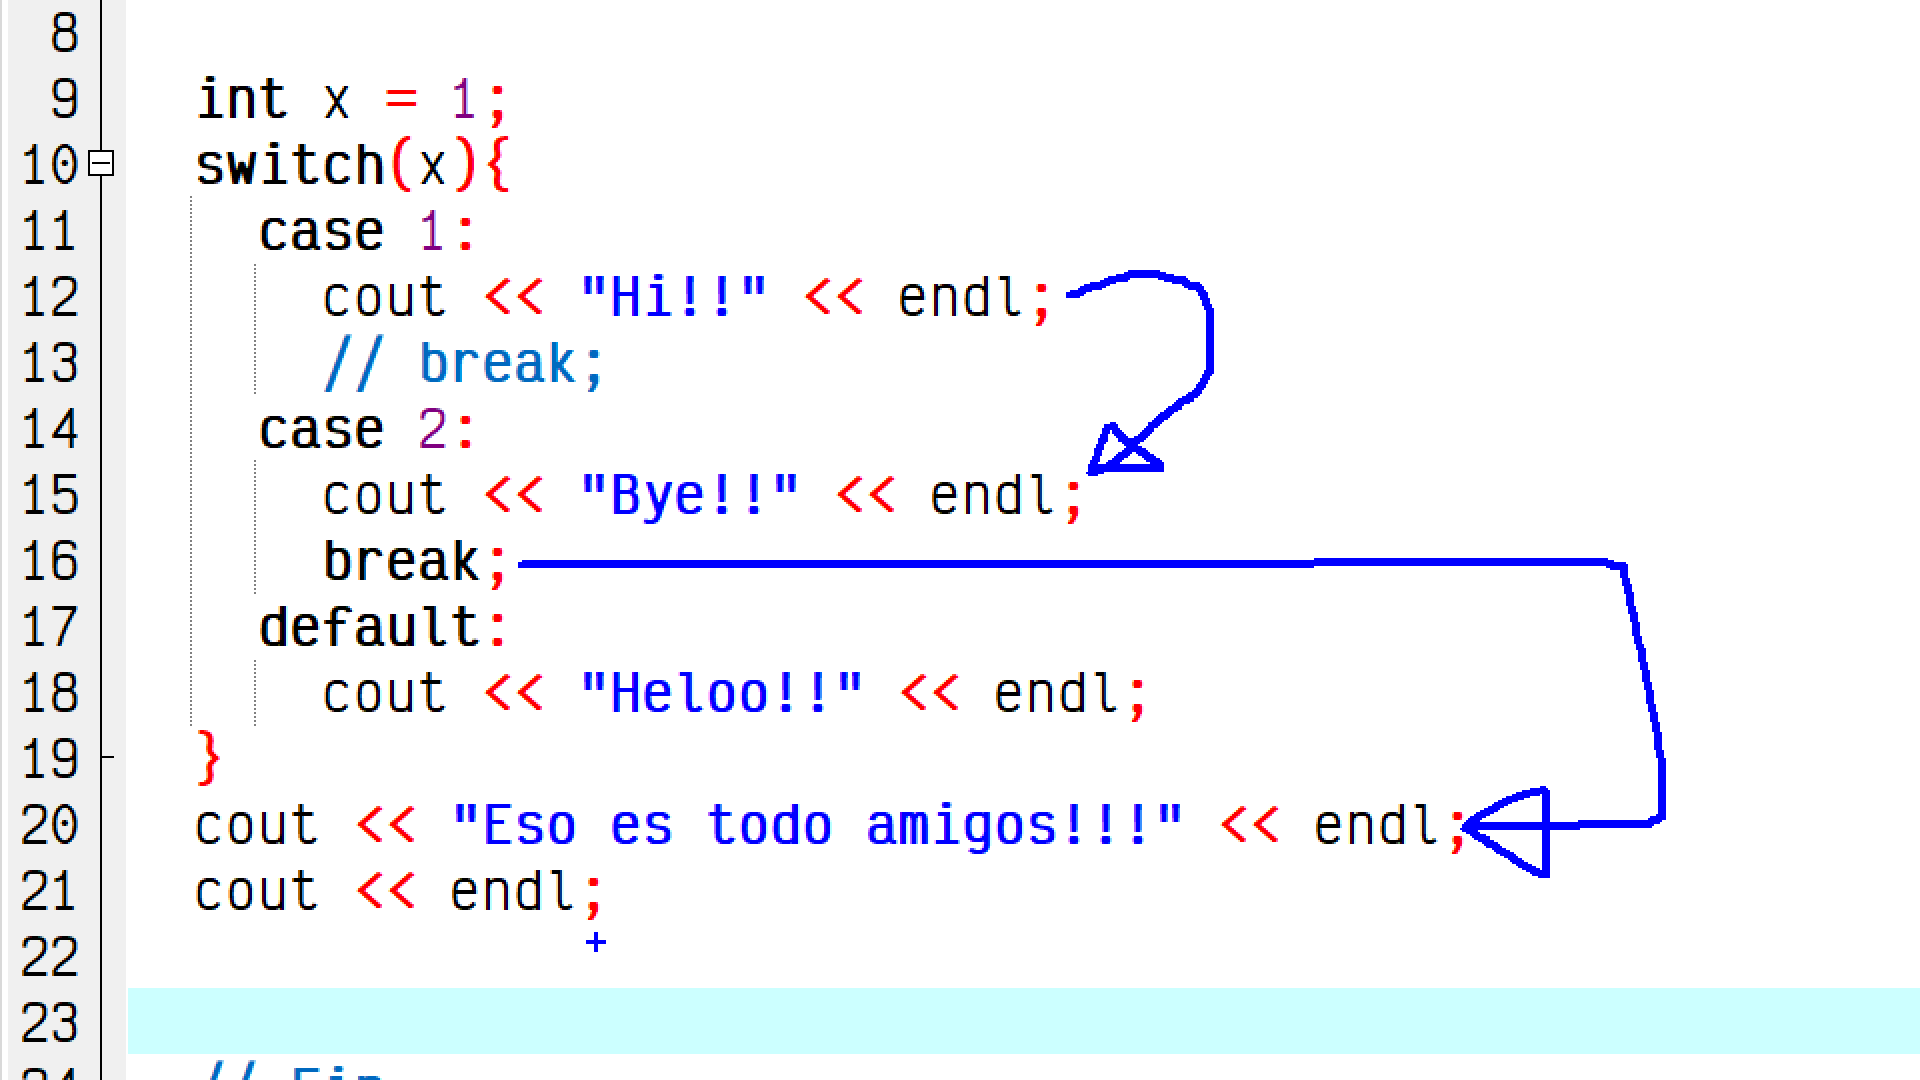 8
9 int x = 1;
10 switch(x){
11 case 1:
12 cout << "Hi!!" << endl;
13 // break;
14 case 2:
15 cout << "Bye!!" << endl;
16 break;
17 default:
18 cout << "Heloo!!" << endl;
19 }
20 cout << "Eso es todo amigos!!!" << endl;
21 cout << endl;
22
23
24 // Fin